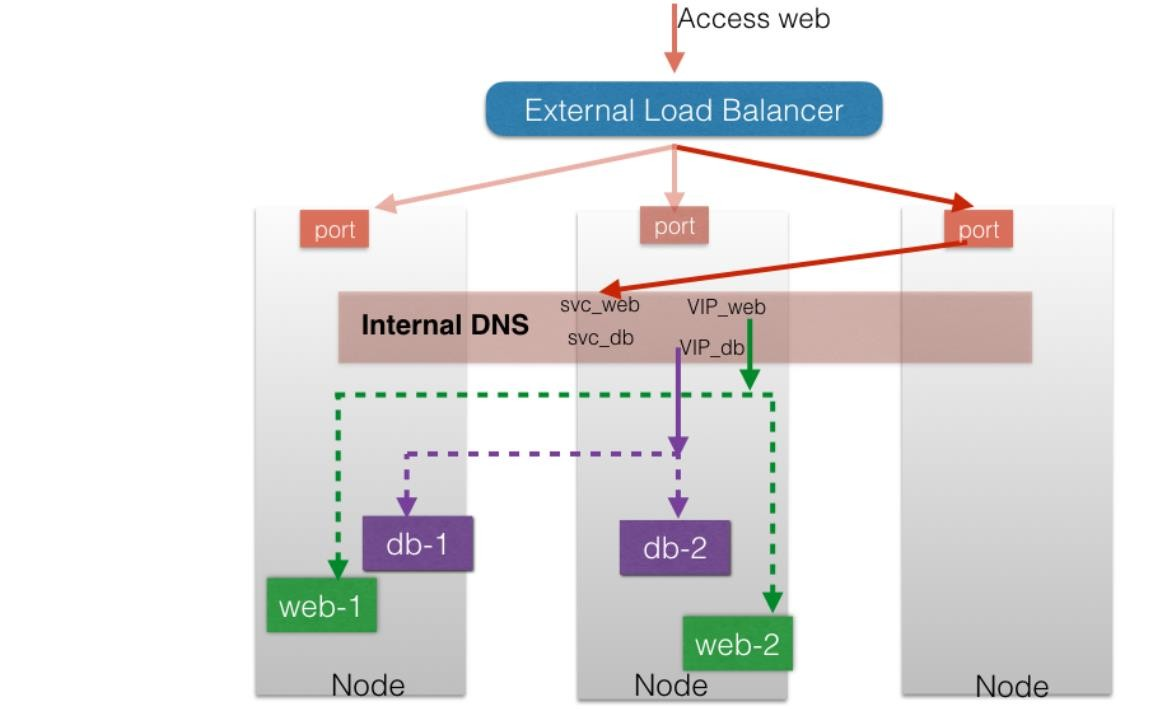 Access web
External Load Balancer
port
port
port
svc_web
VIP_web
Internal DNS
svc_db
VIP_db
db-1
db-2
web-1
web-2
Node
Node
Node